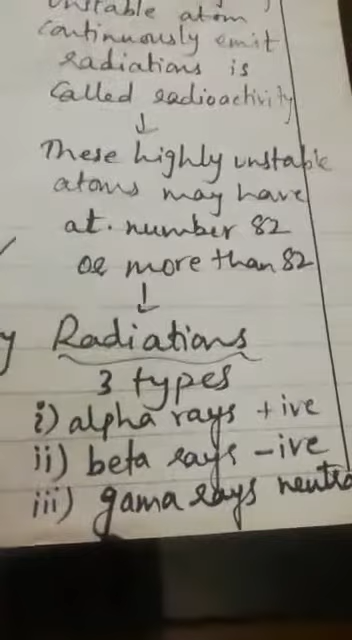 unstable atom
continuously emit
radiations is
called radioactivity
↓
These highly unstable
atoms may have
at. number 82
or more than 82
↓
y Radiations
3 types
i) alpha rays +ive
ii) beta rays -ive
iii) gama rays neutral